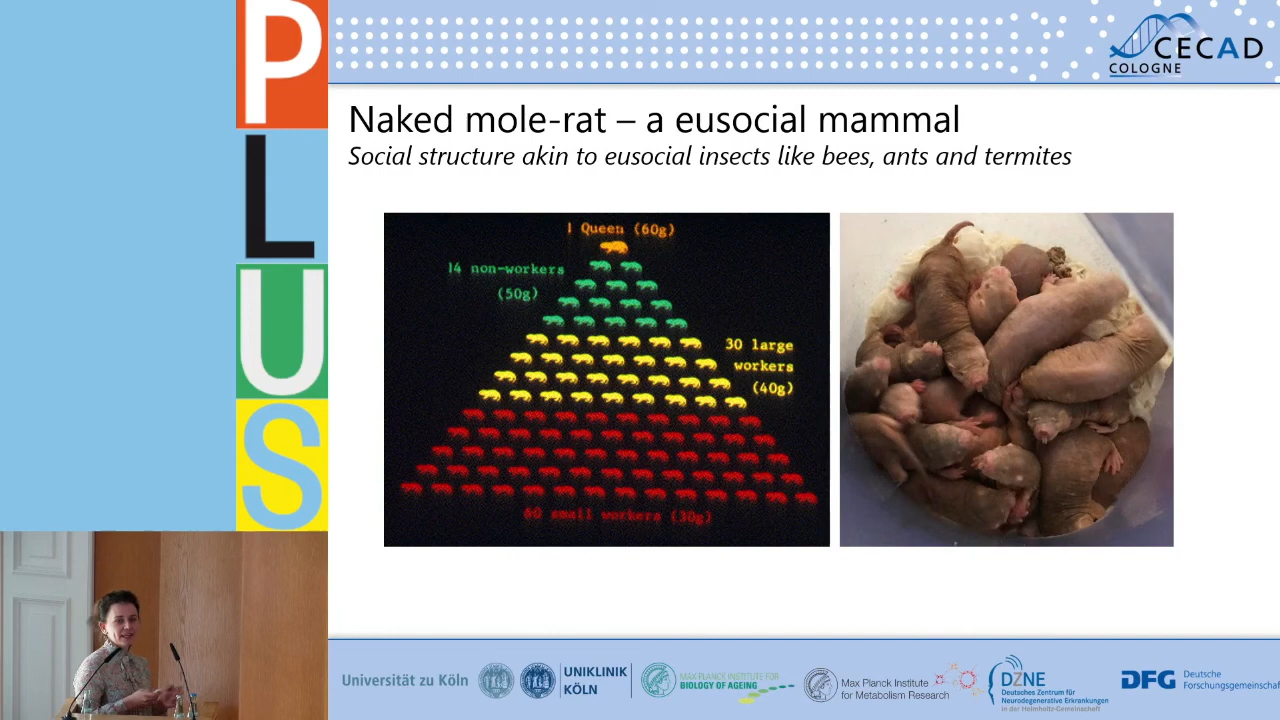 PLUS
CECAD
COLOGNE
Naked mole-rat – a eusocial mammal
Social structure akin to eusocial insects like bees, ants and termites
1 Queen (60g)
14 non-workers
(50g)
30 large
workers
(40g)
60 small workers (30g)
Universität zu Köln
UNIKLINIK
KÖLN
MAX PLANCK INSTITUTE FOR
BIOLOGY OF AGEING
Max Planck Institute
for Metabolism Research
DZNE
Deutsches Zentrum für
Neurodegenerative Erkrankungen
in der Helmholtz-Gemeinschaft
DFG
Deutsche
Forschungsgemeinschaf